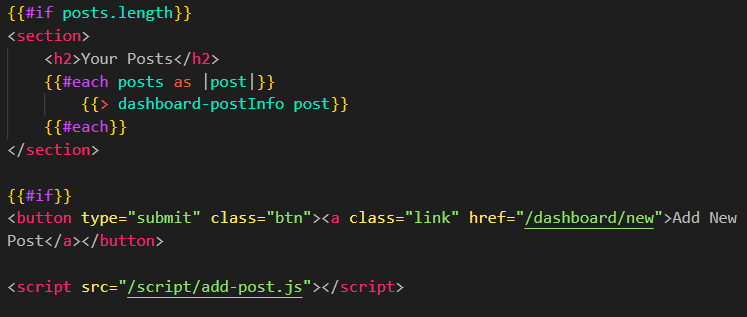 {{#if posts.length}}
<section>
    <h2>Your Posts</h2>
    {{#each posts as |post|}}
        {{> dashboard-postInfo post}}
    {{#each}}
</section>

{{#if}}
<button type="submit" class="btn"><a class="link" href="/dashboard/new">Add New
Post</a></button>

<script src="/script/add-post.js"></script>